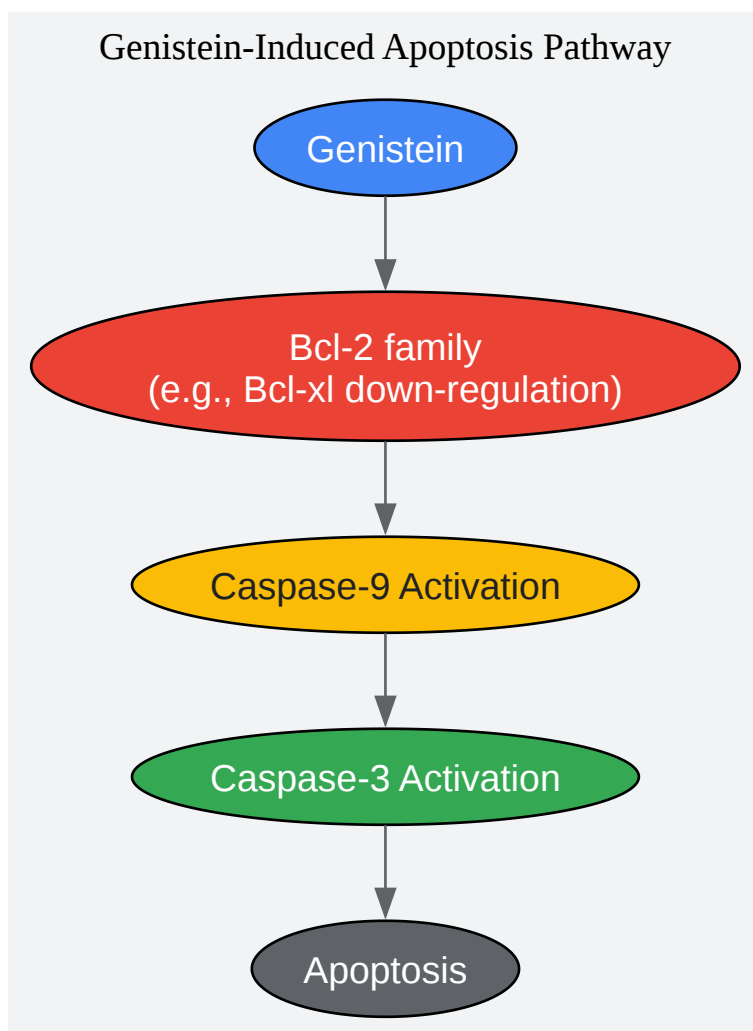 Genistein-Induced Apoptosis Pathway
Genistein
Bcl-2 family
(e.g., Bcl-xl down-regulation)
Caspase-9 Activation
Caspase-3 Activation
Apoptosis